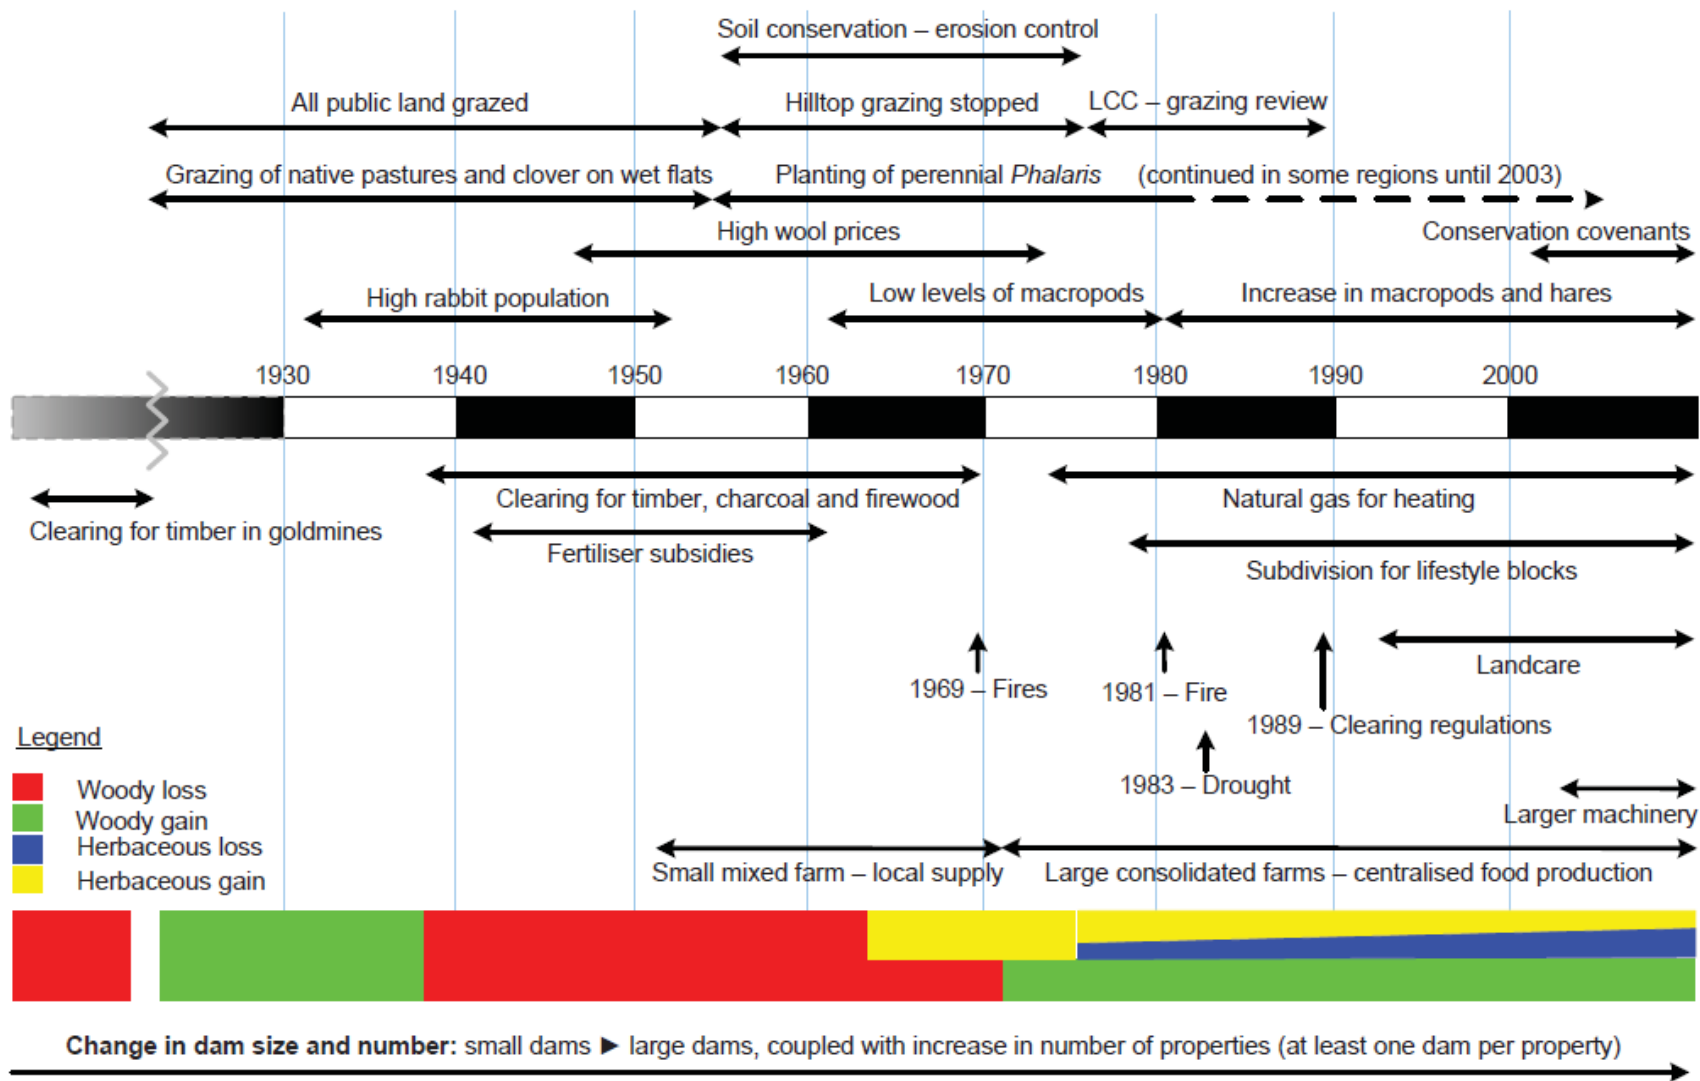 Soil conservation – erosion control
All public land grazed
Hilltop grazing stopped
LCC – grazing review
Grazing of native pastures and clover on wet flats
Planting of perennial Phalaris
(continued in some regions until 2003)
High wool prices
Conservation covenants
High rabbit population
Low levels of macropods
Increase in macropods and hares
1930 1940 1950 1960 1970 1980 1990 2000
Clearing for timber in goldmines
Clearing for timber, charcoal and firewood
Natural gas for heating
Fertiliser subsidies
Subdivision for lifestyle blocks
Landcare
1969 – Fires
1981 – Fire
1989 – Clearing regulations
1983 – Drought
Larger machinery
Legend
Woody loss
Woody gain
Herbaceous loss
Herbaceous gain
Small mixed farm – local supply
Large consolidated farms – centralised food production
Change in dam size and number: small dams ► large dams, coupled with increase in number of properties (at least one dam per property)